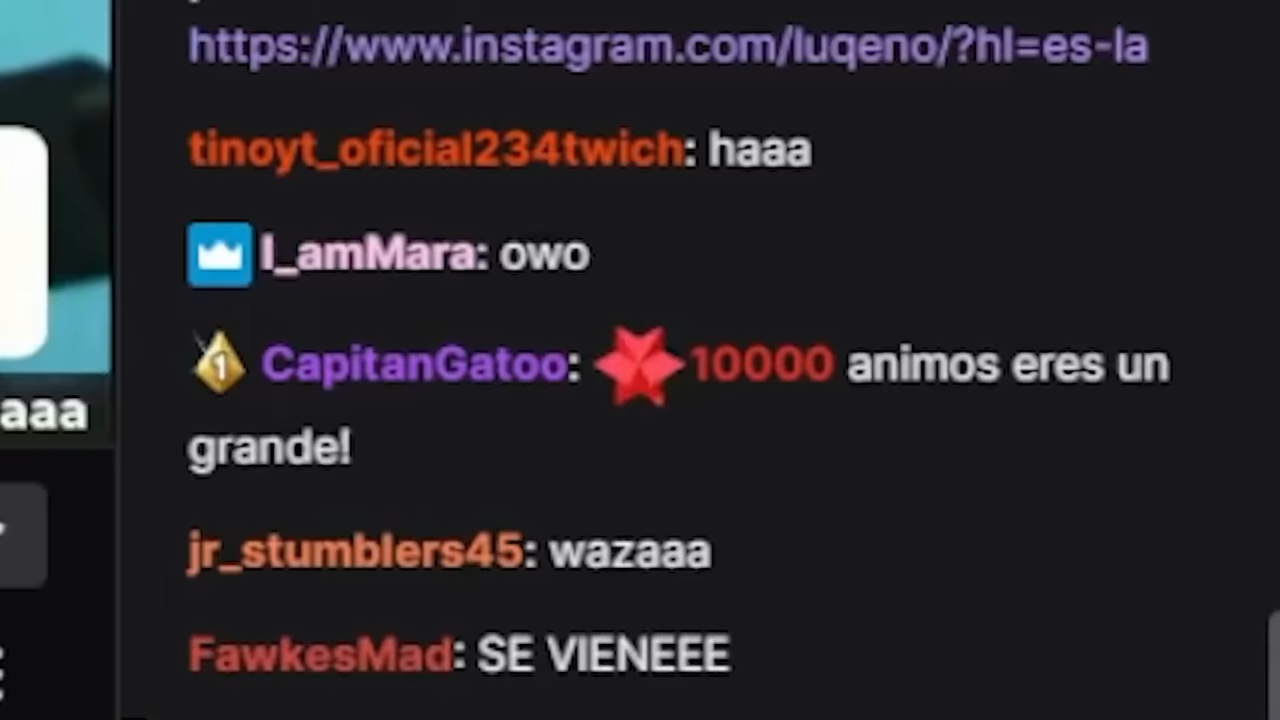 https://www.instagram.com/luqeno/?hl=es-la
tinoyt_oficial234twich: haaa
I_amMara: owo
1 CapitanGatoo: 10000 animos eres un
grande!
aaa
jr_stumblers45: wazaaa
FawkesMad: SE VIENEEE